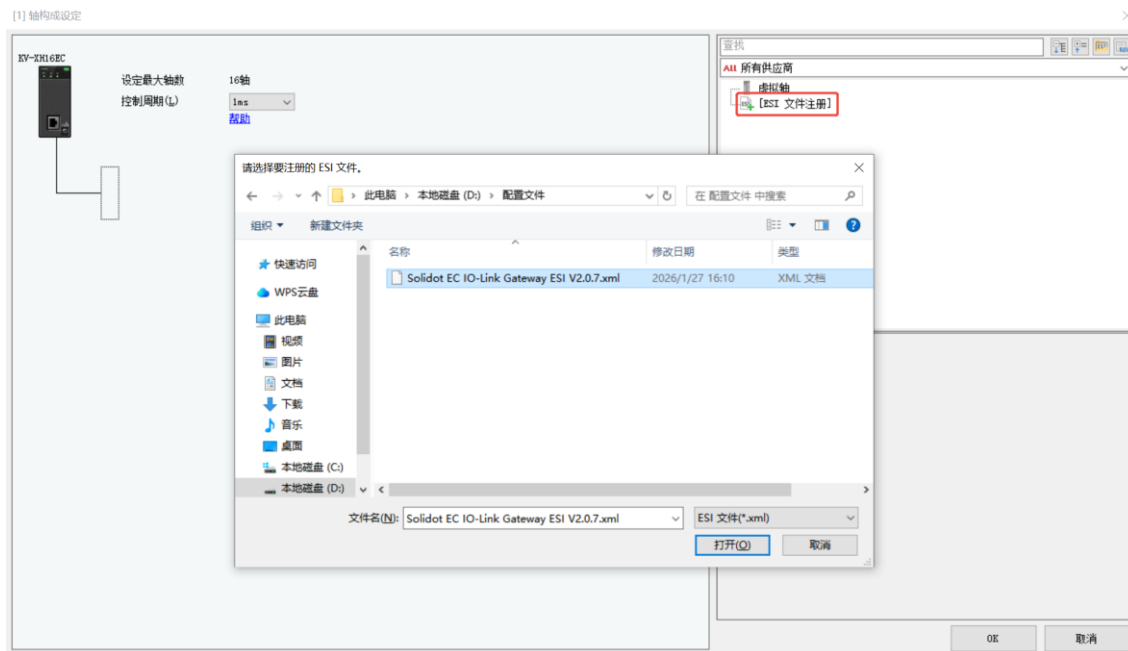 [1] 轴构成设定
KV-XH16EC
设定最大轴数 16轴
控制周期(L) 1ms
帮助
查找
All 所有供应商
虚拟轴
[ESI 文件注册]
请选择要注册的 ESI 文件。
此电脑 › 本地磁盘 (D:) › 配置文件
在 配置文件 中搜索
组织 新建文件夹
名称 修改日期 类型
Solidot EC IO-Link Gateway ESI V2.0.7.xml 2026/1/27 16:10 XML 文档
快速访问
WPS云盘
此电脑
视频
图片
文档
下载
音乐
桌面
本地磁盘 (C:)
本地磁盘 (D:)
文件名(N): Solidot EC IO-Link Gateway ESI V2.0.7.xml ESI 文件(*.xml)
打开(O) 取消
OK 取消